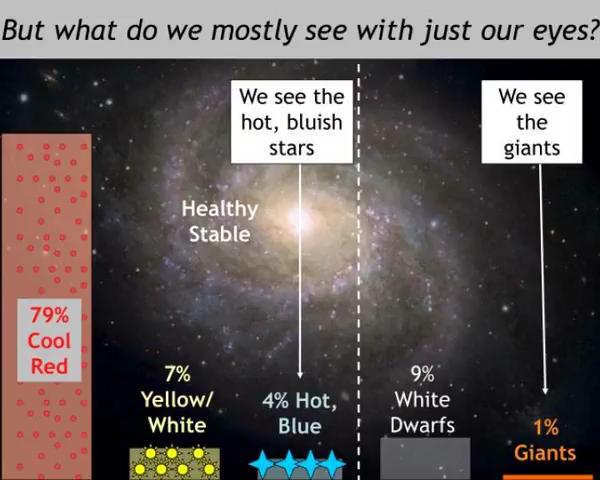 But what do we mostly see with just our eyes?
We see the
hot, bluish
stars
We see
the
giants
Healthy
Stable
79%
Cool
Red
7%
Yellow/
White
4% Hot,
Blue
9%
White
Dwarfs
1%
Giants